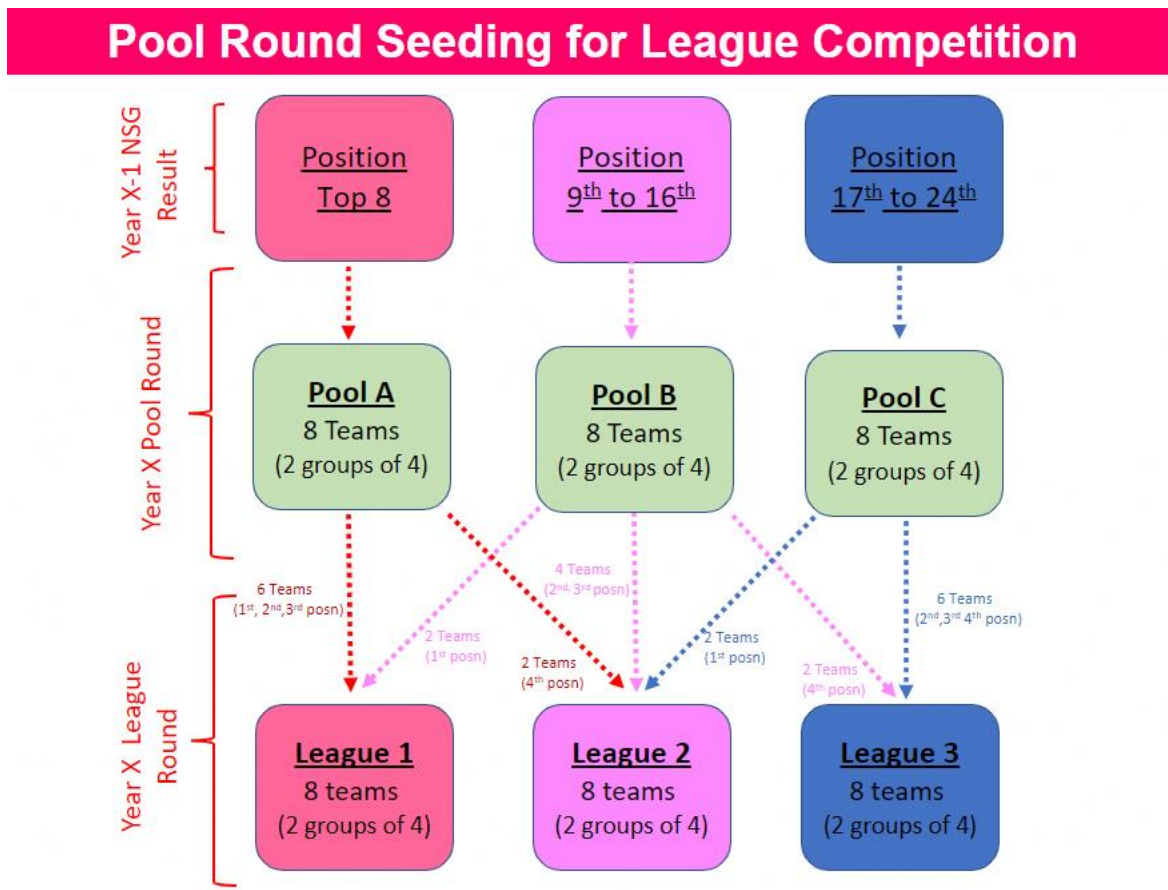 Pool Round Seeding for League Competition
Year X-1 NSG
Result
Position
Top 8
Position
9th to 16th
Position
17th to 24th
Year X Pool Round
Pool A
8 Teams
(2 groups of 4)
Pool B
8 Teams
(2 groups of 4)
Pool C
8 Teams
(2 groups of 4)
6 Teams
(1st, 2nd,3rd posn)
2 Teams
(1st posn)
4 Teams
(2nd, 3rd posn)
2 Teams
(4th posn)
2 Teams
(1st posn)
2 Teams
(4th posn)
6 Teams
(2nd,3rd 4th posn)
Year X League
Round
League 1
8 teams
(2 groups of 4)
League 2
8 teams
(2 groups of 4)
League 3
8 teams
(2 groups of 4)